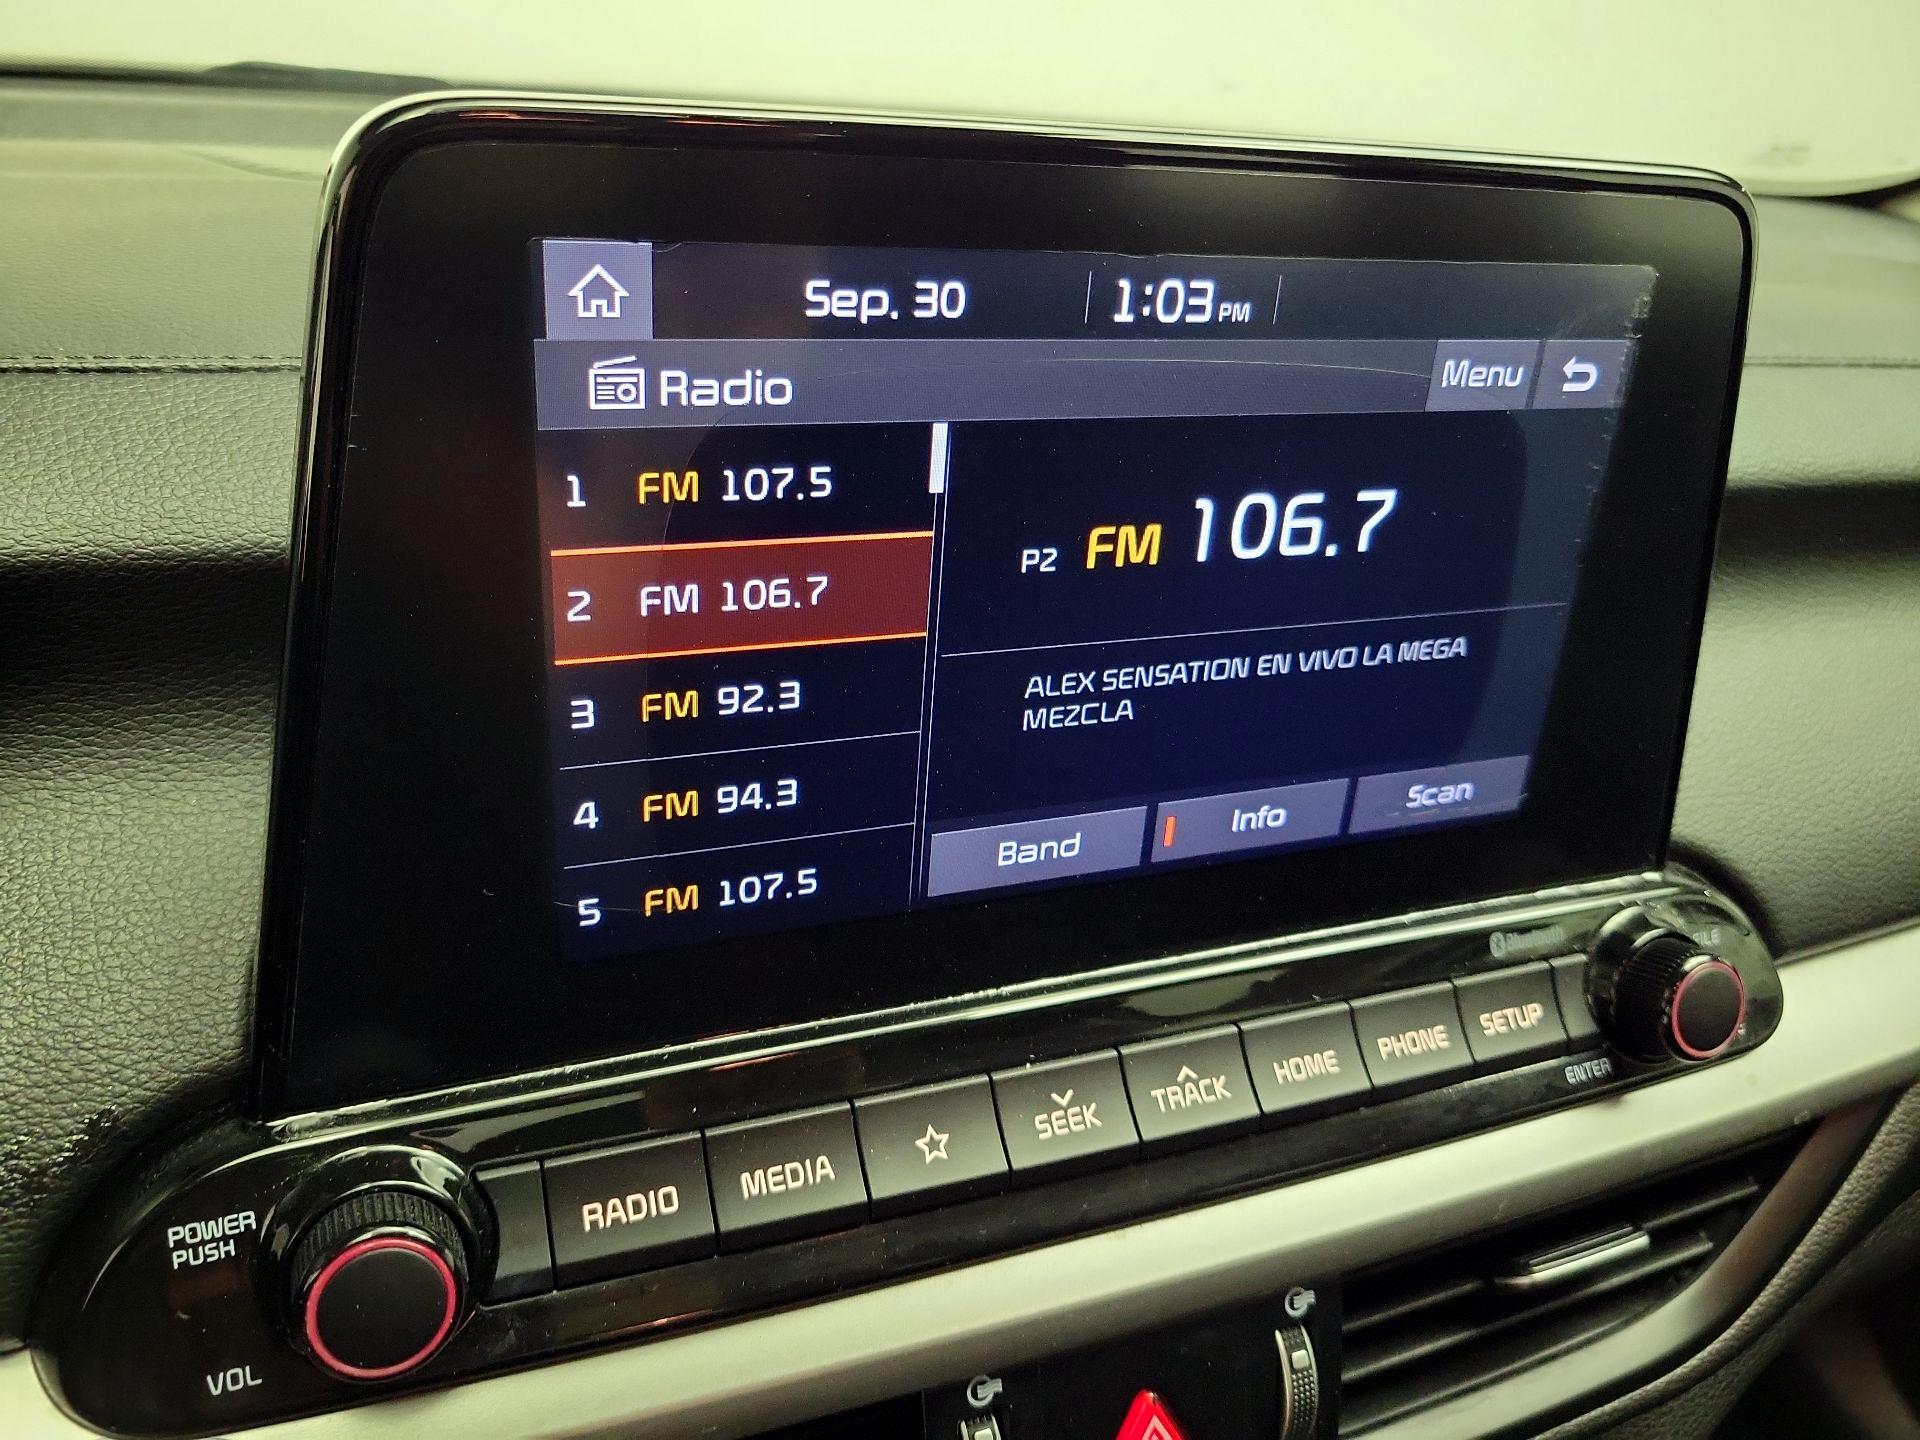 Sep. 30 1:03 PM
Radio Menu
1 FM 107.5
2 FM 106.7
3 FM 92.3
4 FM 94.3
5 FM 107.5
P2 FM 106.7
ALEX SENSATION EN VIVO LA MEGA
MEZCLA
Band Info Scan
Bluetooth
POWER
PUSH
VOL
RADIO MEDIA SEEK TRACK HOME PHONE SETUP
ENTER